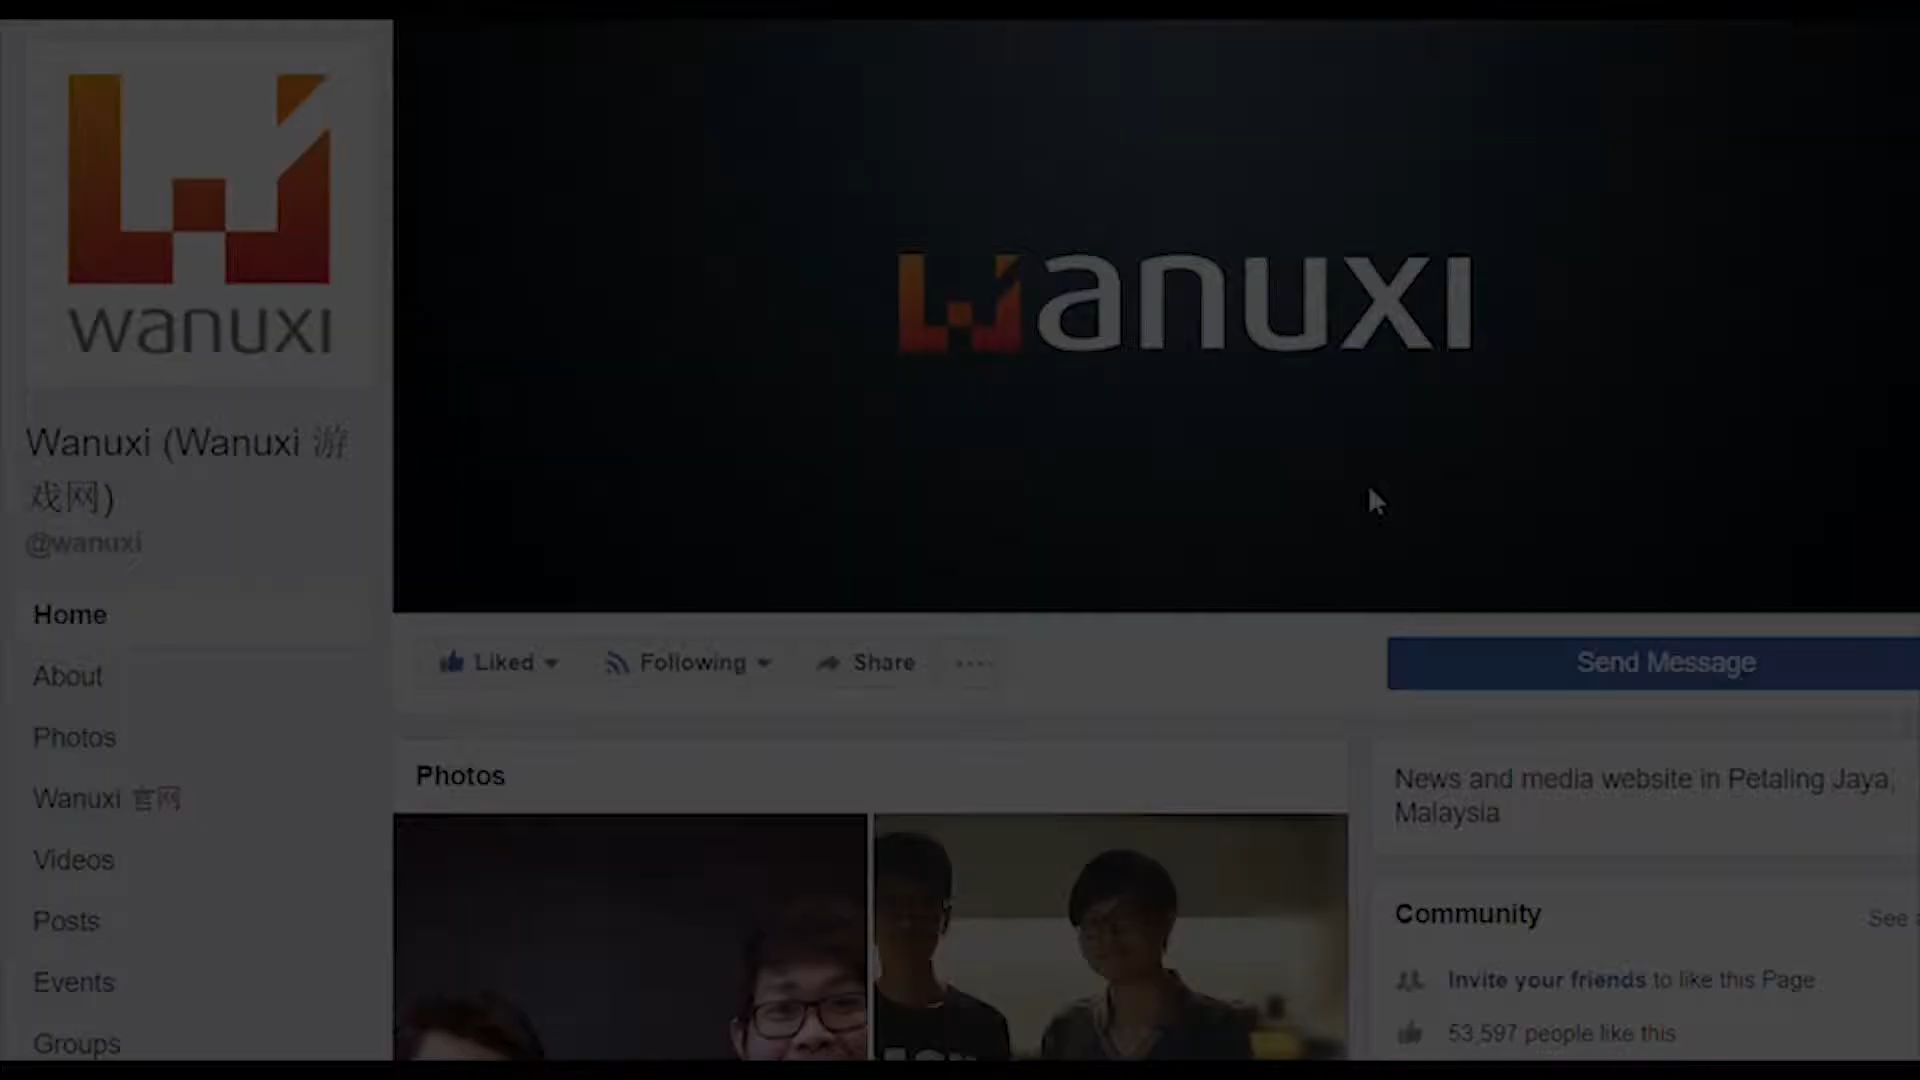 wanuxi
Wanuxi (Wanuxi 游
戏网)
@wanuxi
Home
About
Photos
Wanuxi 官网
Videos
Posts
Events
Groups
wanuxi
Liked
Following
Share
Send Message
Photos
News and media website in Petaling Jaya,
Malaysia
Community
See
Invite your friends to like this Page
53,597 people like this